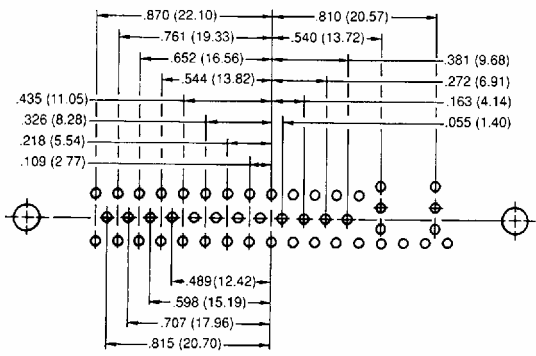 .870 (22.10) .810 (20.57)
.761 (19.33) .540 (13.72)
.652 (16.56) .381 (9.68)
.544 (13.82) .272 (6.91)
.435 (11.05) .163 (4.14)
.326 (8.28) .055 (1.40)
.218 (5.54)
.109 (2.77)
.489(12.42)
.598 (15.19)
.707 (17.96)
.815 (20.70)